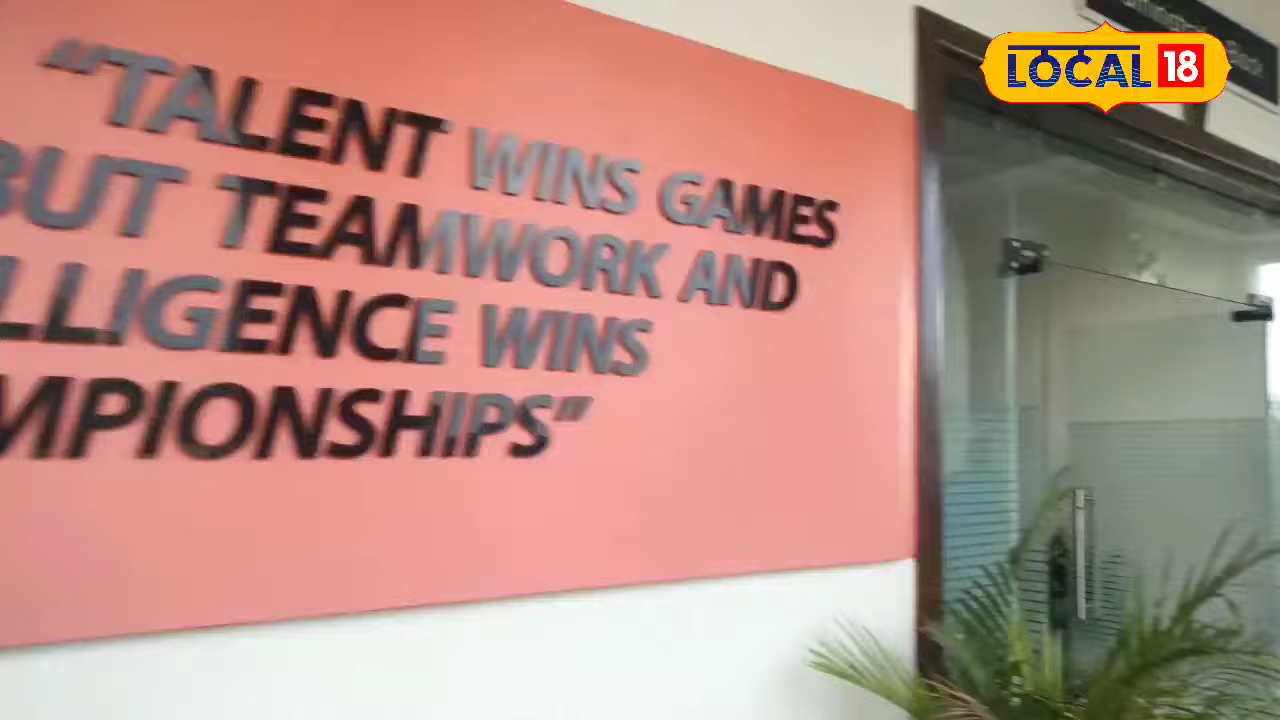 "TALENT WINS GAMES
BUT TEAMWORK AND
LLIGENCE WINS
MPIONSHIPS"
LOCAL 18